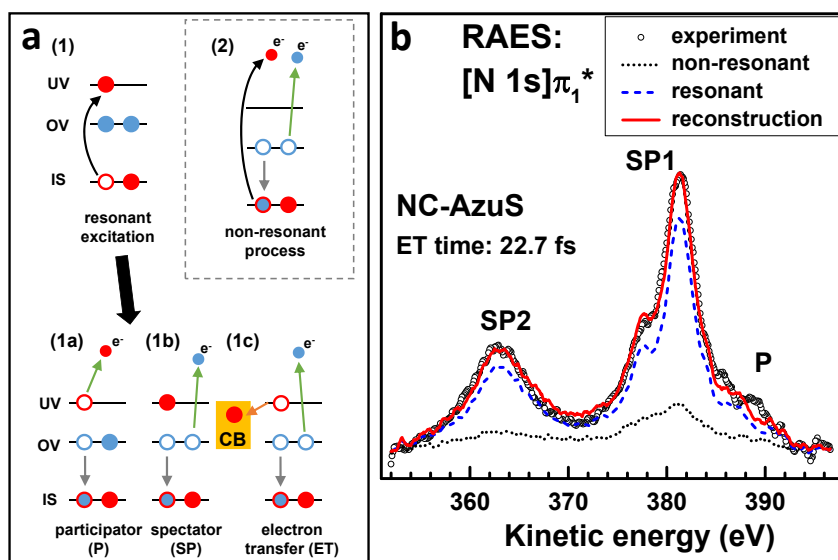 a
(1)
UV
OV
IS
resonant
excitation
(2)
e-
e-
non-resonant
process
(1a)
e-
(1b)
e-
(1c)
e-
UV
CB
OV
IS
participator
(P)
spectator
(SP)
electron
transfer (ET)
b
RAES:
[N 1s]π1*
experiment
non-resonant
resonant
reconstruction
NC-AzuS
ET time: 22.7 fs
SP1
SP2
P
360
370
380
390
Kinetic energy (eV)